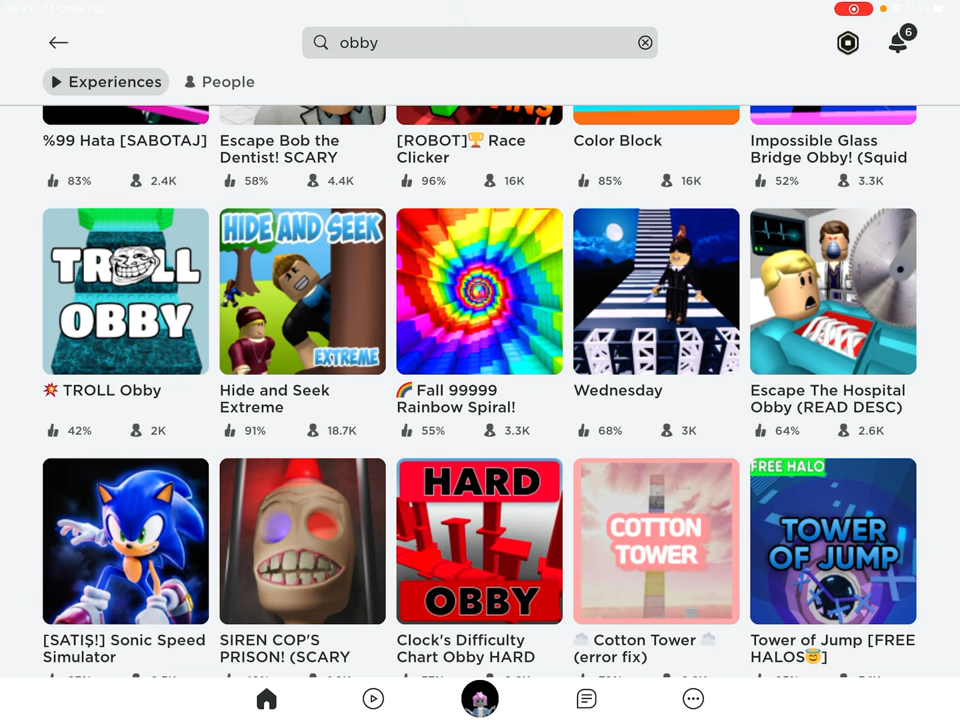 obby
6
Experiences
People
%99 Hata [SABOTAJ]
Escape Bob the
Dentist! SCARY
[ROBOT]🏆 Race
Clicker
Color Block
Impossible Glass
Bridge Obby! (Squid
83% 2.4K
58% 4.4K
96% 16K
85% 16K
52% 3.3K
TROLL
OBBY
HIDE AND SEEK
EXTREME
💥 TROLL Obby
Hide and Seek
Extreme
🌈 Fall 99999
Rainbow Spiral!
Wednesday
Escape The Hospital
Obby (READ DESC)
42% 2K
91% 18.7K
55% 3.3K
68% 3K
64% 2.6K
HARD
OBBY
COTTON
TOWER
FREE HALO
TOWER
OF JUMP
[SATIŞ!] Sonic Speed
Simulator
SIREN COP'S
PRISON! (SCARY
Clock's Difficulty
Chart Obby HARD
☁️ Cotton Tower ☁️
(error fix)
Tower of Jump [FREE
HALOS😇]